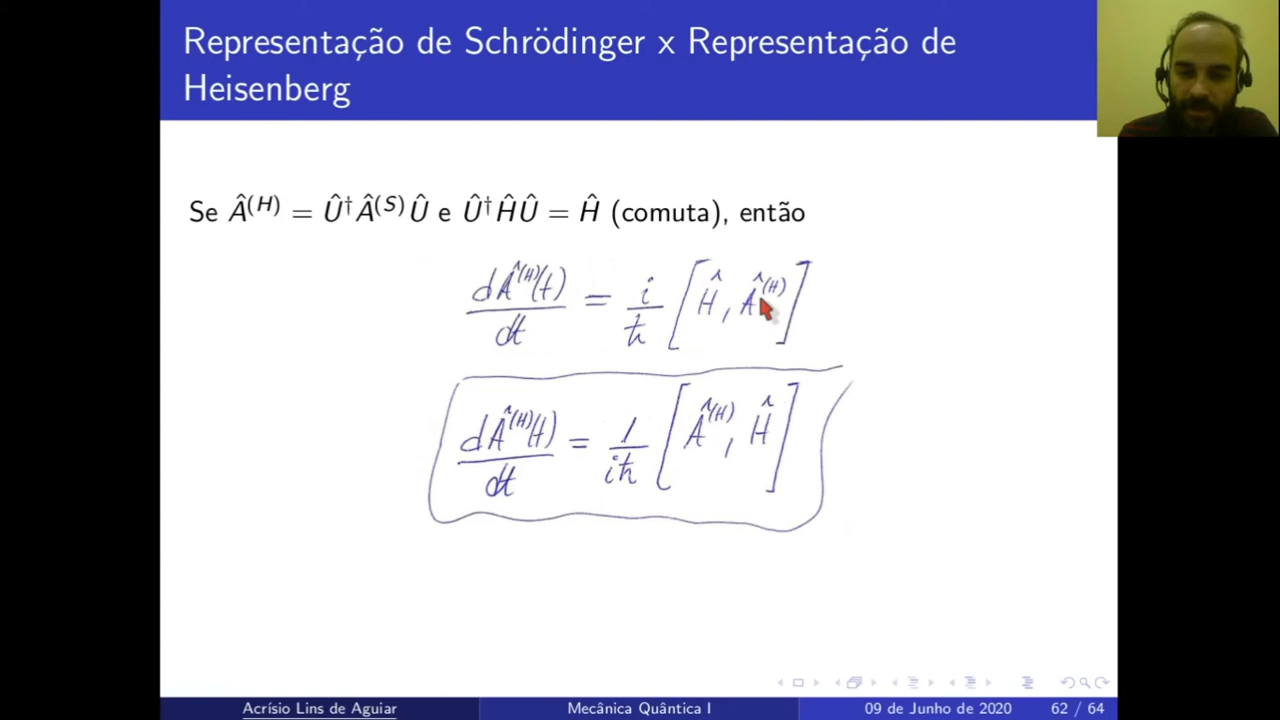 Representação de Schrödinger x Representação de
Heisenberg
Se Â^(H) = Û†Â^(S)Û e Û†ĤÛ = Ĥ (comuta), então
dÂ^(H)(t)/dt = i/ħ [Ĥ, Â^(H)]
dÂ^(H)(t)/dt = 1/iħ [Â^(H), Ĥ]
Acrísio Lins de Aguiar Mecânica Quântica I 09 de Junho de 2020 62 / 64